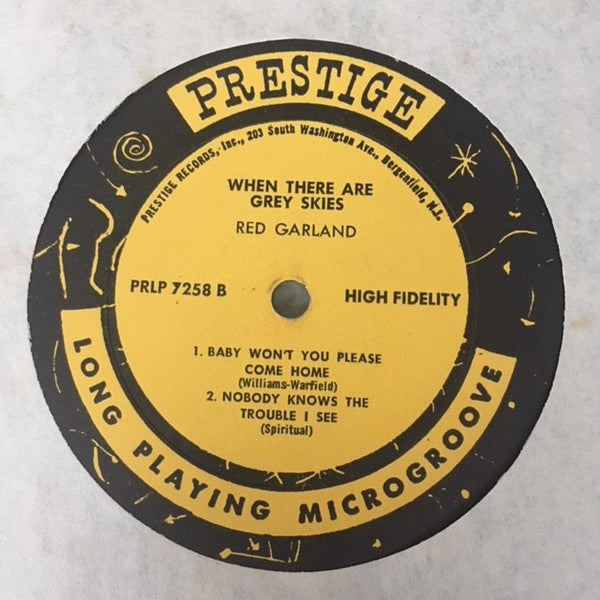 PRESTIGE
PRESTIGE RECORDS, Inc., 203 South Washington Ave., Bergenfield, N.J.
WHEN THERE ARE
GREY SKIES
RED GARLAND
PRLP 7258 B
HIGH FIDELITY
1. BABY WON'T YOU PLEASE
COME HOME
(Williams-Warfield)
2. NOBODY KNOWS THE
TROUBLE I SEE
(Spiritual)
LONG PLAYING MICROGROOVE